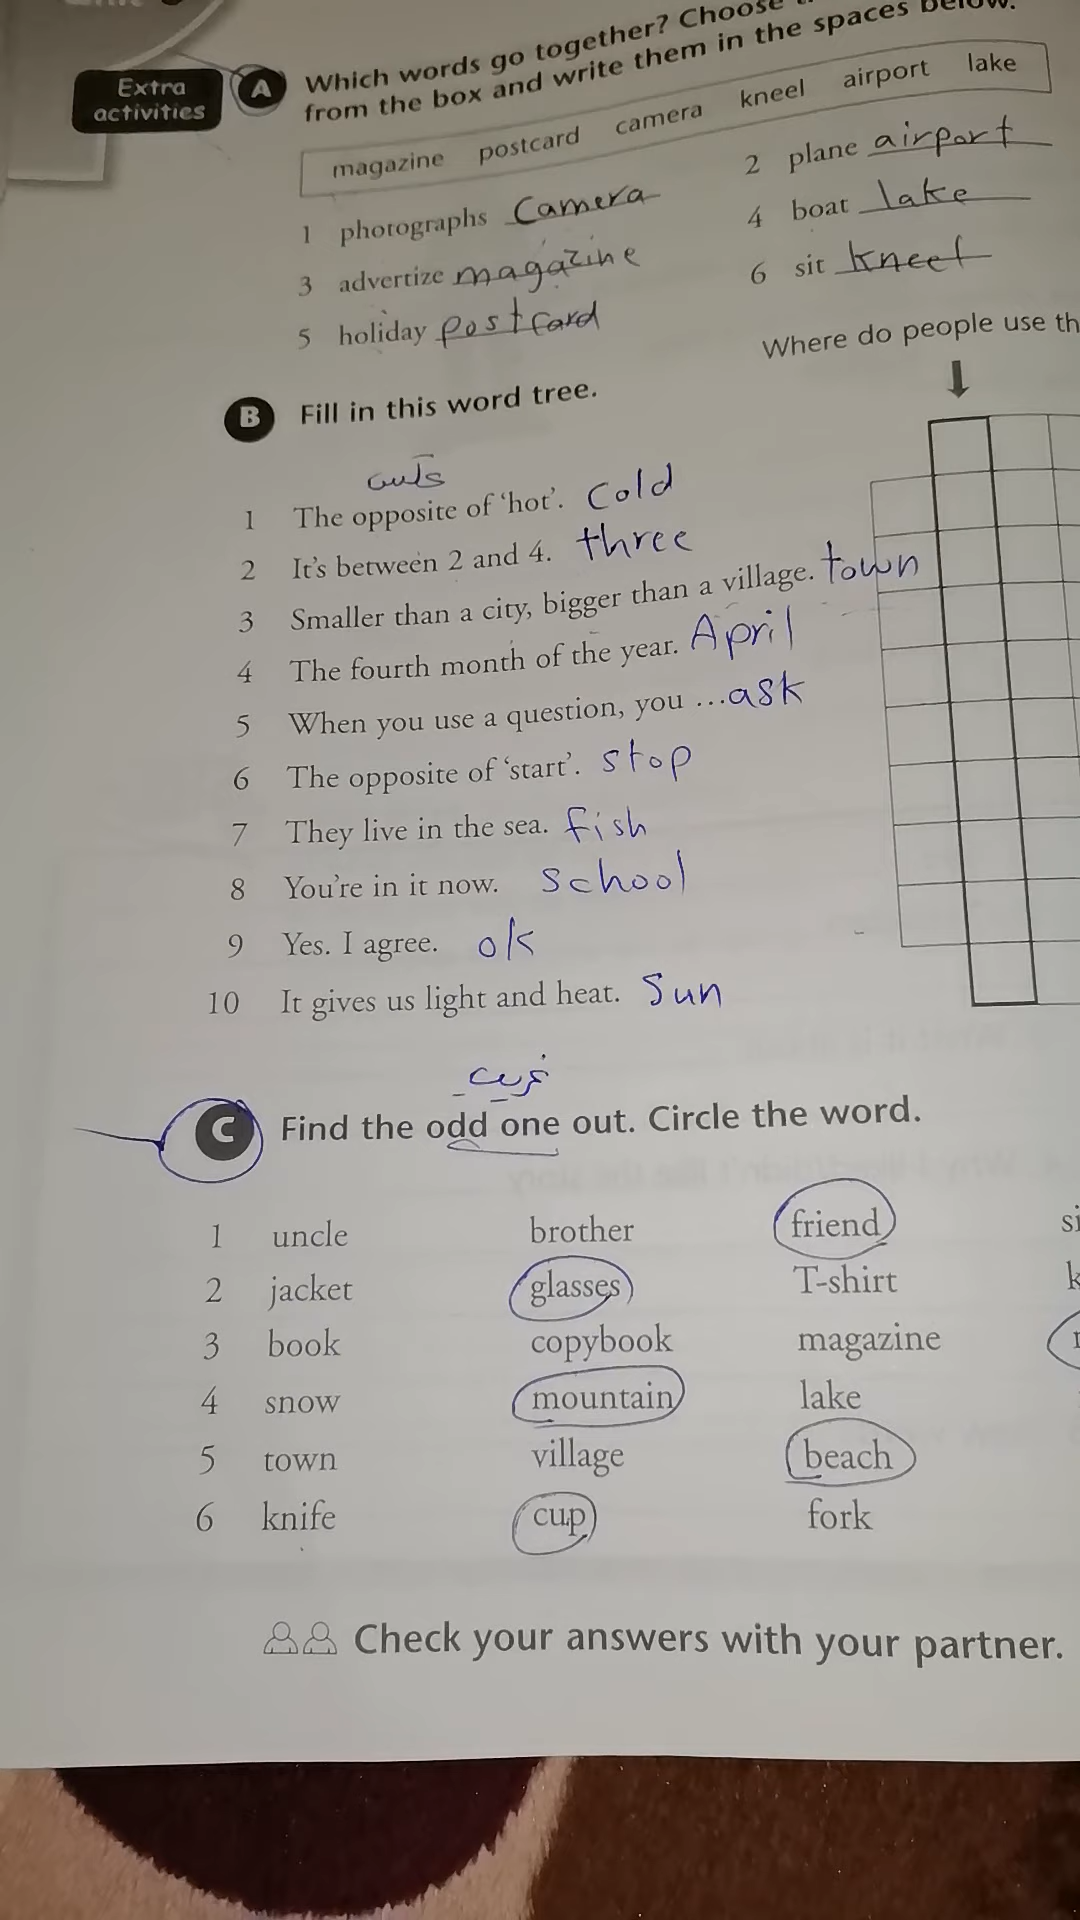 Extra activities
A Which words go together? Choose
from the box and write them in the spaces below.
magazine postcard camera kneel airport lake
1 photographs Camera 2 plane airport
3 advertize magazine 4 boat lake
5 holiday postcard 6 sit kneel
Where do people use th
B Fill in this word tree.
1 The opposite of ‘hot’. Cold
2 It's between 2 and 4. three
3 Smaller than a city, bigger than a village. town
4 The fourth month of the year. April
5 When you use a question, you ...ask
6 The opposite of ‘start’. stop
7 They live in the sea. fish
8 You're in it now. School
9 Yes. I agree. ok
10 It gives us light and heat. Sun
غريب
C Find the odd one out. Circle the word.
1 uncle brother friend si
2 jacket glasses T-shirt k
3 book copybook magazine
4 snow mountain lake
5 town village beach
6 knife cup fork
Check your answers with your partner.